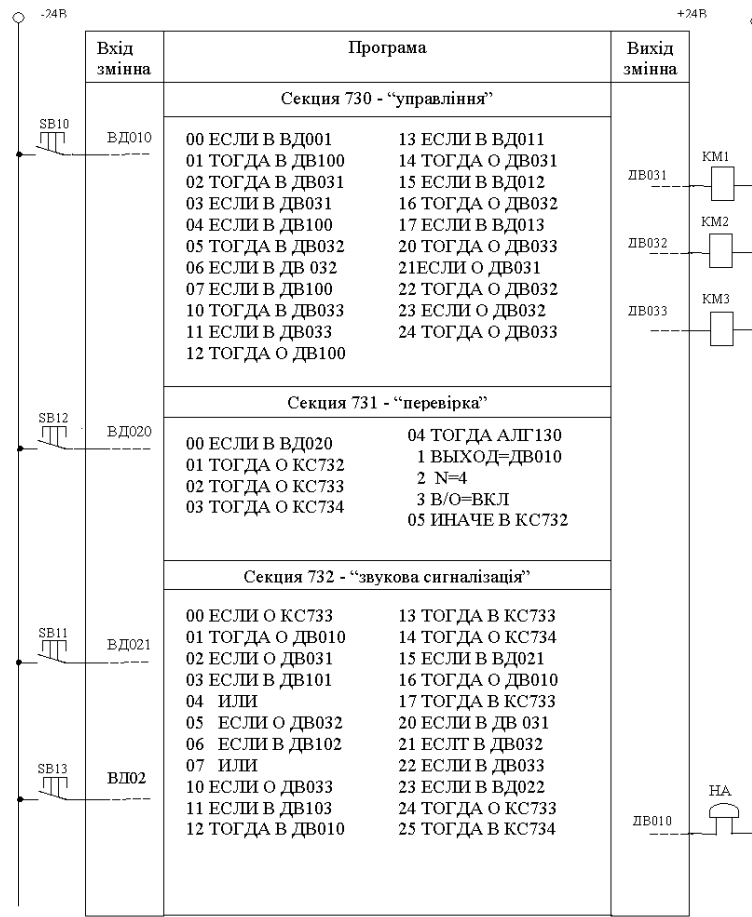 -24В
+24В
Вхід
змінна
Програма
Вихід
змінна
Секция 730 - “управління”
SB10
ВД010
00 ЕСЛИ В ВД001
01 ТОГДА В ДВ100
02 ТОГДА В ДВ031
03 ЕСЛИ В ДВ031
04 ЕСЛИ В ДВ100
05 ТОГДА В ДВ032
06 ЕСЛИ В ДВ 032
07 ЕСЛИ В ДВ100
10 ТОГДА В ДВ033
11 ЕСЛИ В ДВ033
12 ТОГДА О ДВ100
13 ЕСЛИ В ВД011
14 ТОГДА О ДВ031
15 ЕСЛИ В ВД012
16 ТОГДА О ДВ032
17 ЕСЛИ В ВД013
20 ТОГДА О ДВ033
21ЕСЛИ О ДВ031
22 ТОГДА О ДВ032
23 ЕСЛИ О ДВ032
24 ТОГДА О ДВ033
ДВ031
КМ1
ДВ032
КМ2
ДВ033
КМ3
Секция 731 - “перевірка”
SB12
ВД020
00 ЕСЛИ В ВД020
01 ТОГДА О КС732
02 ТОГДА О КС733
03 ТОГДА О КС734
04 ТОГДА АЛГ130
1 ВЫХОД=ДВ010
2 N=4
3 В/О=ВКЛ
05 ИНАЧЕ В КС732
Секция 732 - “звукова сигналізація”
SB11
ВД021
SB13
ВД02
00 ЕСЛИ О КС733
01 ТОГДА О ДВ010
02 ЕСЛИ О ДВ031
03 ЕСЛИ В ДВ101
04 ИЛИ
05 ЕСЛИ О ДВ032
06 ЕСЛИ В ДВ102
07 ИЛИ
10 ЕСЛИ О ДВ033
11 ЕСЛИ В ДВ103
12 ТОГДА В ДВ010
13 ТОГДА В КС733
14 ТОГДА О КС734
15 ЕСЛИ В ВД021
16 ТОГДА О ДВ010
17 ТОГДА В КС733
20 ЕСЛИ В ДВ 031
21 ЕСЛТ В ДВ032
22 ЕСЛИ В ДВ033
23 ЕСЛИ В ВД022
24 ТОГДА О КС733
25 ТОГДА В КС734
ДВ010
НА